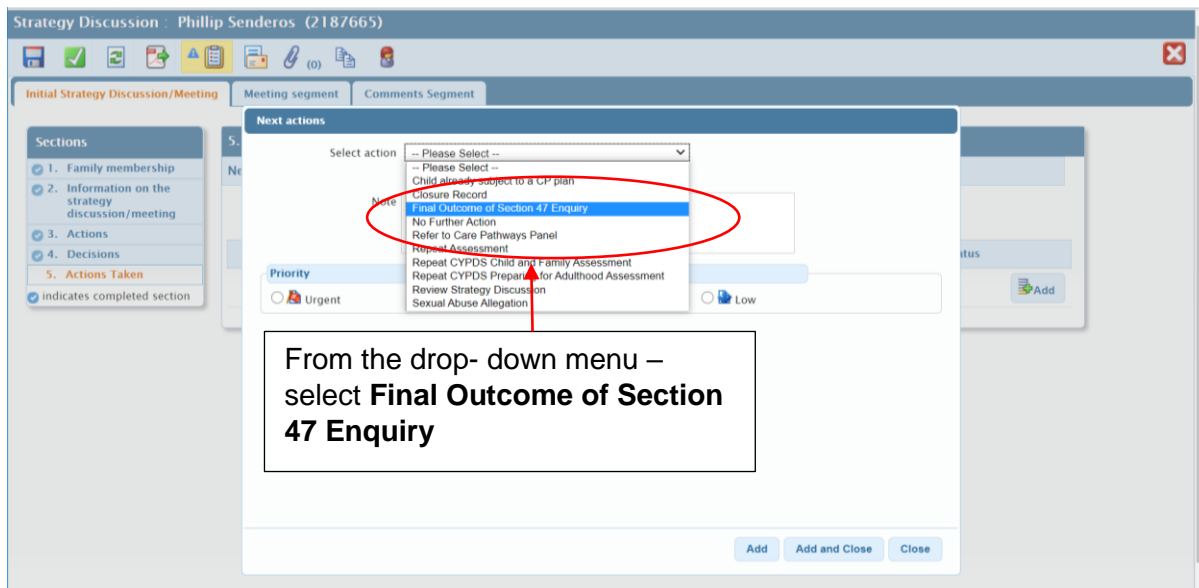 Strategy Discussion : Phillip Senderos (2187665)
(0)
Initial Strategy Discussion/Meeting
Meeting segment
Comments Segment
Next actions
Sections
1. Family membership
2. Information on the
strategy
discussion/meeting
3. Actions
4. Decisions
5. Actions Taken
indicates completed section
5.
Ne
Select action
-- Please Select --
-- Please Select --
Child already subject to a CP plan
Closure Record
Final Outcome of Section 47 Enquiry
No Further Action
Refer to Care Pathways Panel
Repeat Assessment
Repeat CYPDS Child and Family Assessment
Repeat CYPDS Preparing for Adulthood Assessment
Review Strategy Discussion
Sexual Abuse Allegation
Note
Priority
Urgent
Low
atus
Add
From the drop- down menu –
select Final Outcome of Section
47 Enquiry
Add
Add and Close
Close